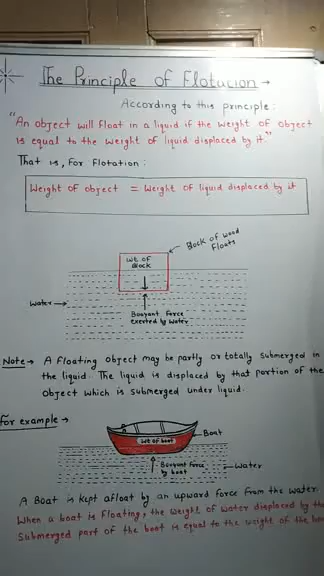 The Principle of Flotation →
According to this principle:
"An object will float in a liquid if the weight of object
is equal to the weight of liquid displaced by it."
That is, for Flotation:
Weight of object = Weight of liquid displaced by it
Bock of wood
Floats
Wt of
Block
Water
Buoyant force
exerted by water
Note → A floating object may be partly or totally submerged in
the liquid. The liquid is displaced by that portion of the
object which is submerged under liquid.
For example →
Wt of boat
Boat
Buoyant force
by boat
Water
A Boat is kept afloat by an upward force from the water.
When a boat is floating, the weight of water displaced by the
submerged part of the boat is equal to the weight of the